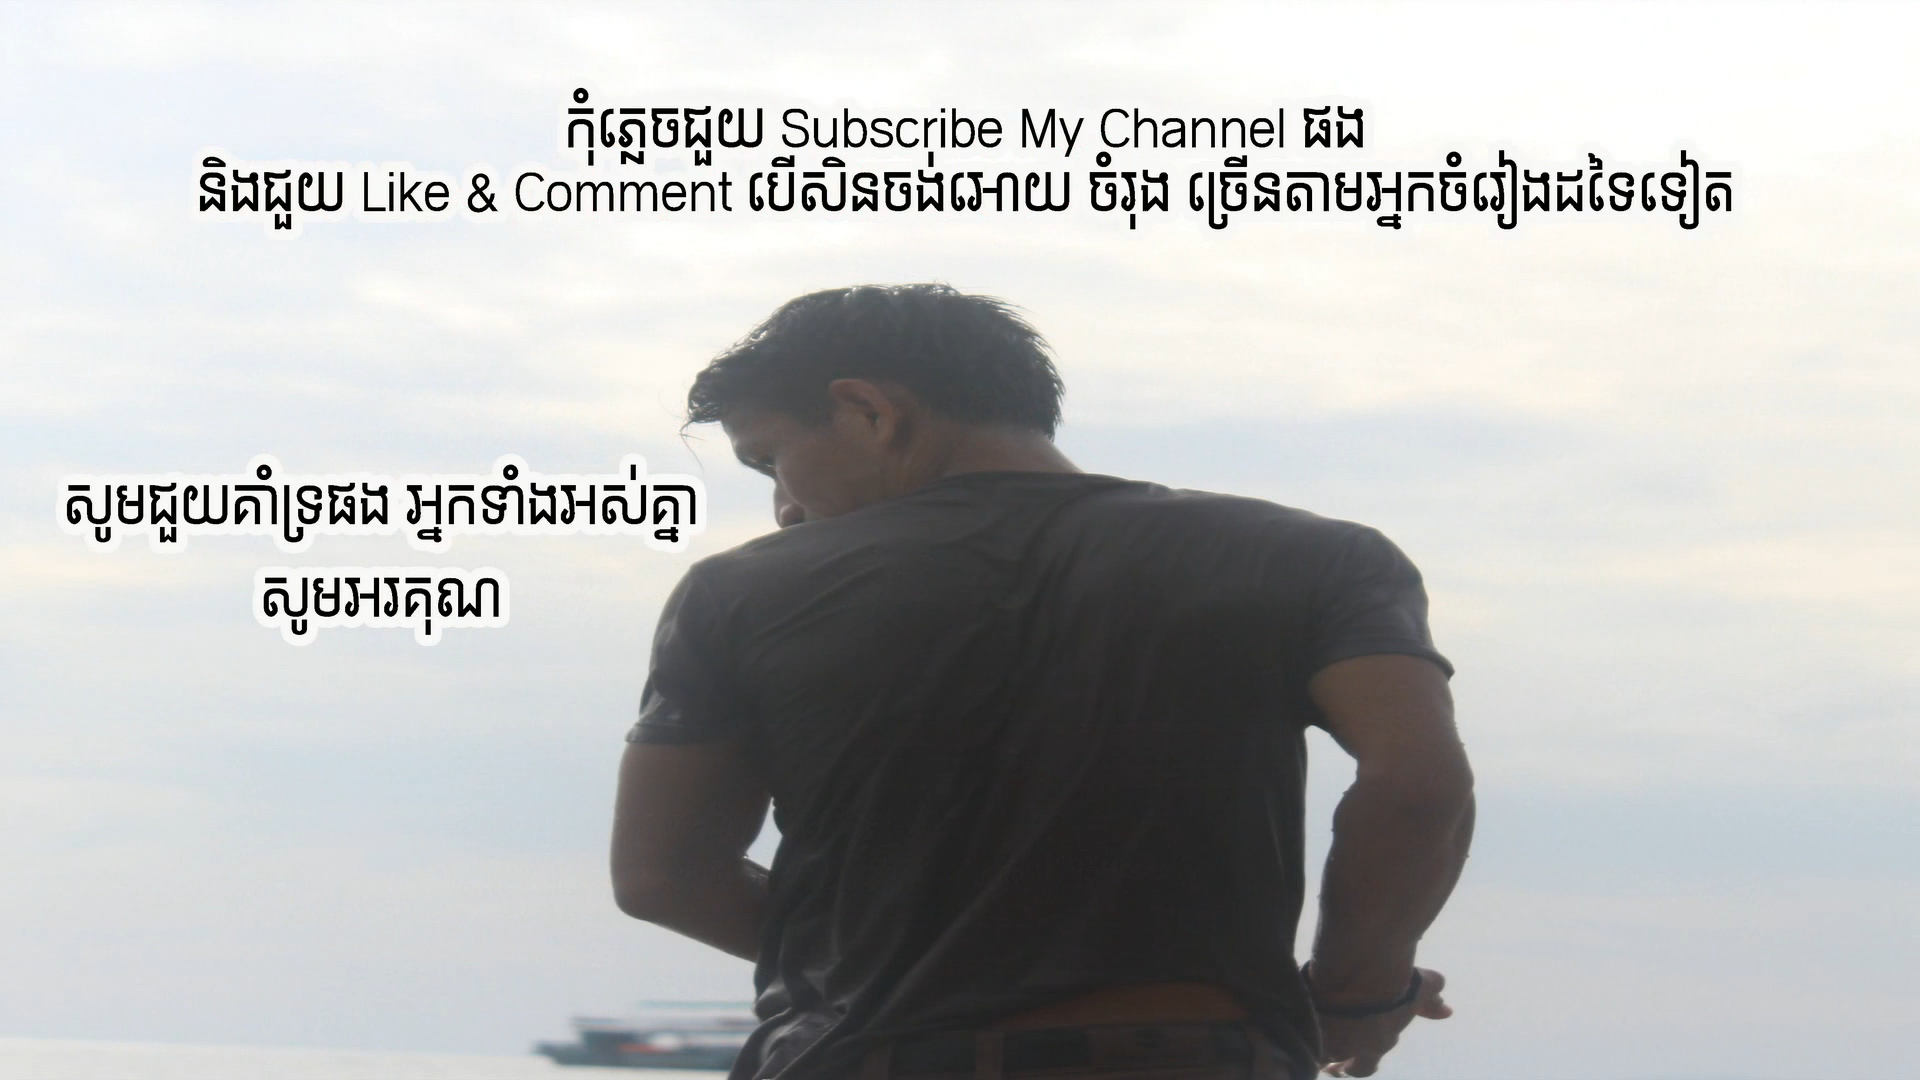 កុំភ្លេចជួយ Subscribe My Channel ផង
និងជួយ Like & Comment បើសិនចង់អោយ ចំរុង ច្រើនតាមអ្នកចំរៀងដទៃទៀត
សូមជួយគាំទ្រផង អ្នកទាំងអស់គ្នា
សូមអរគុណ